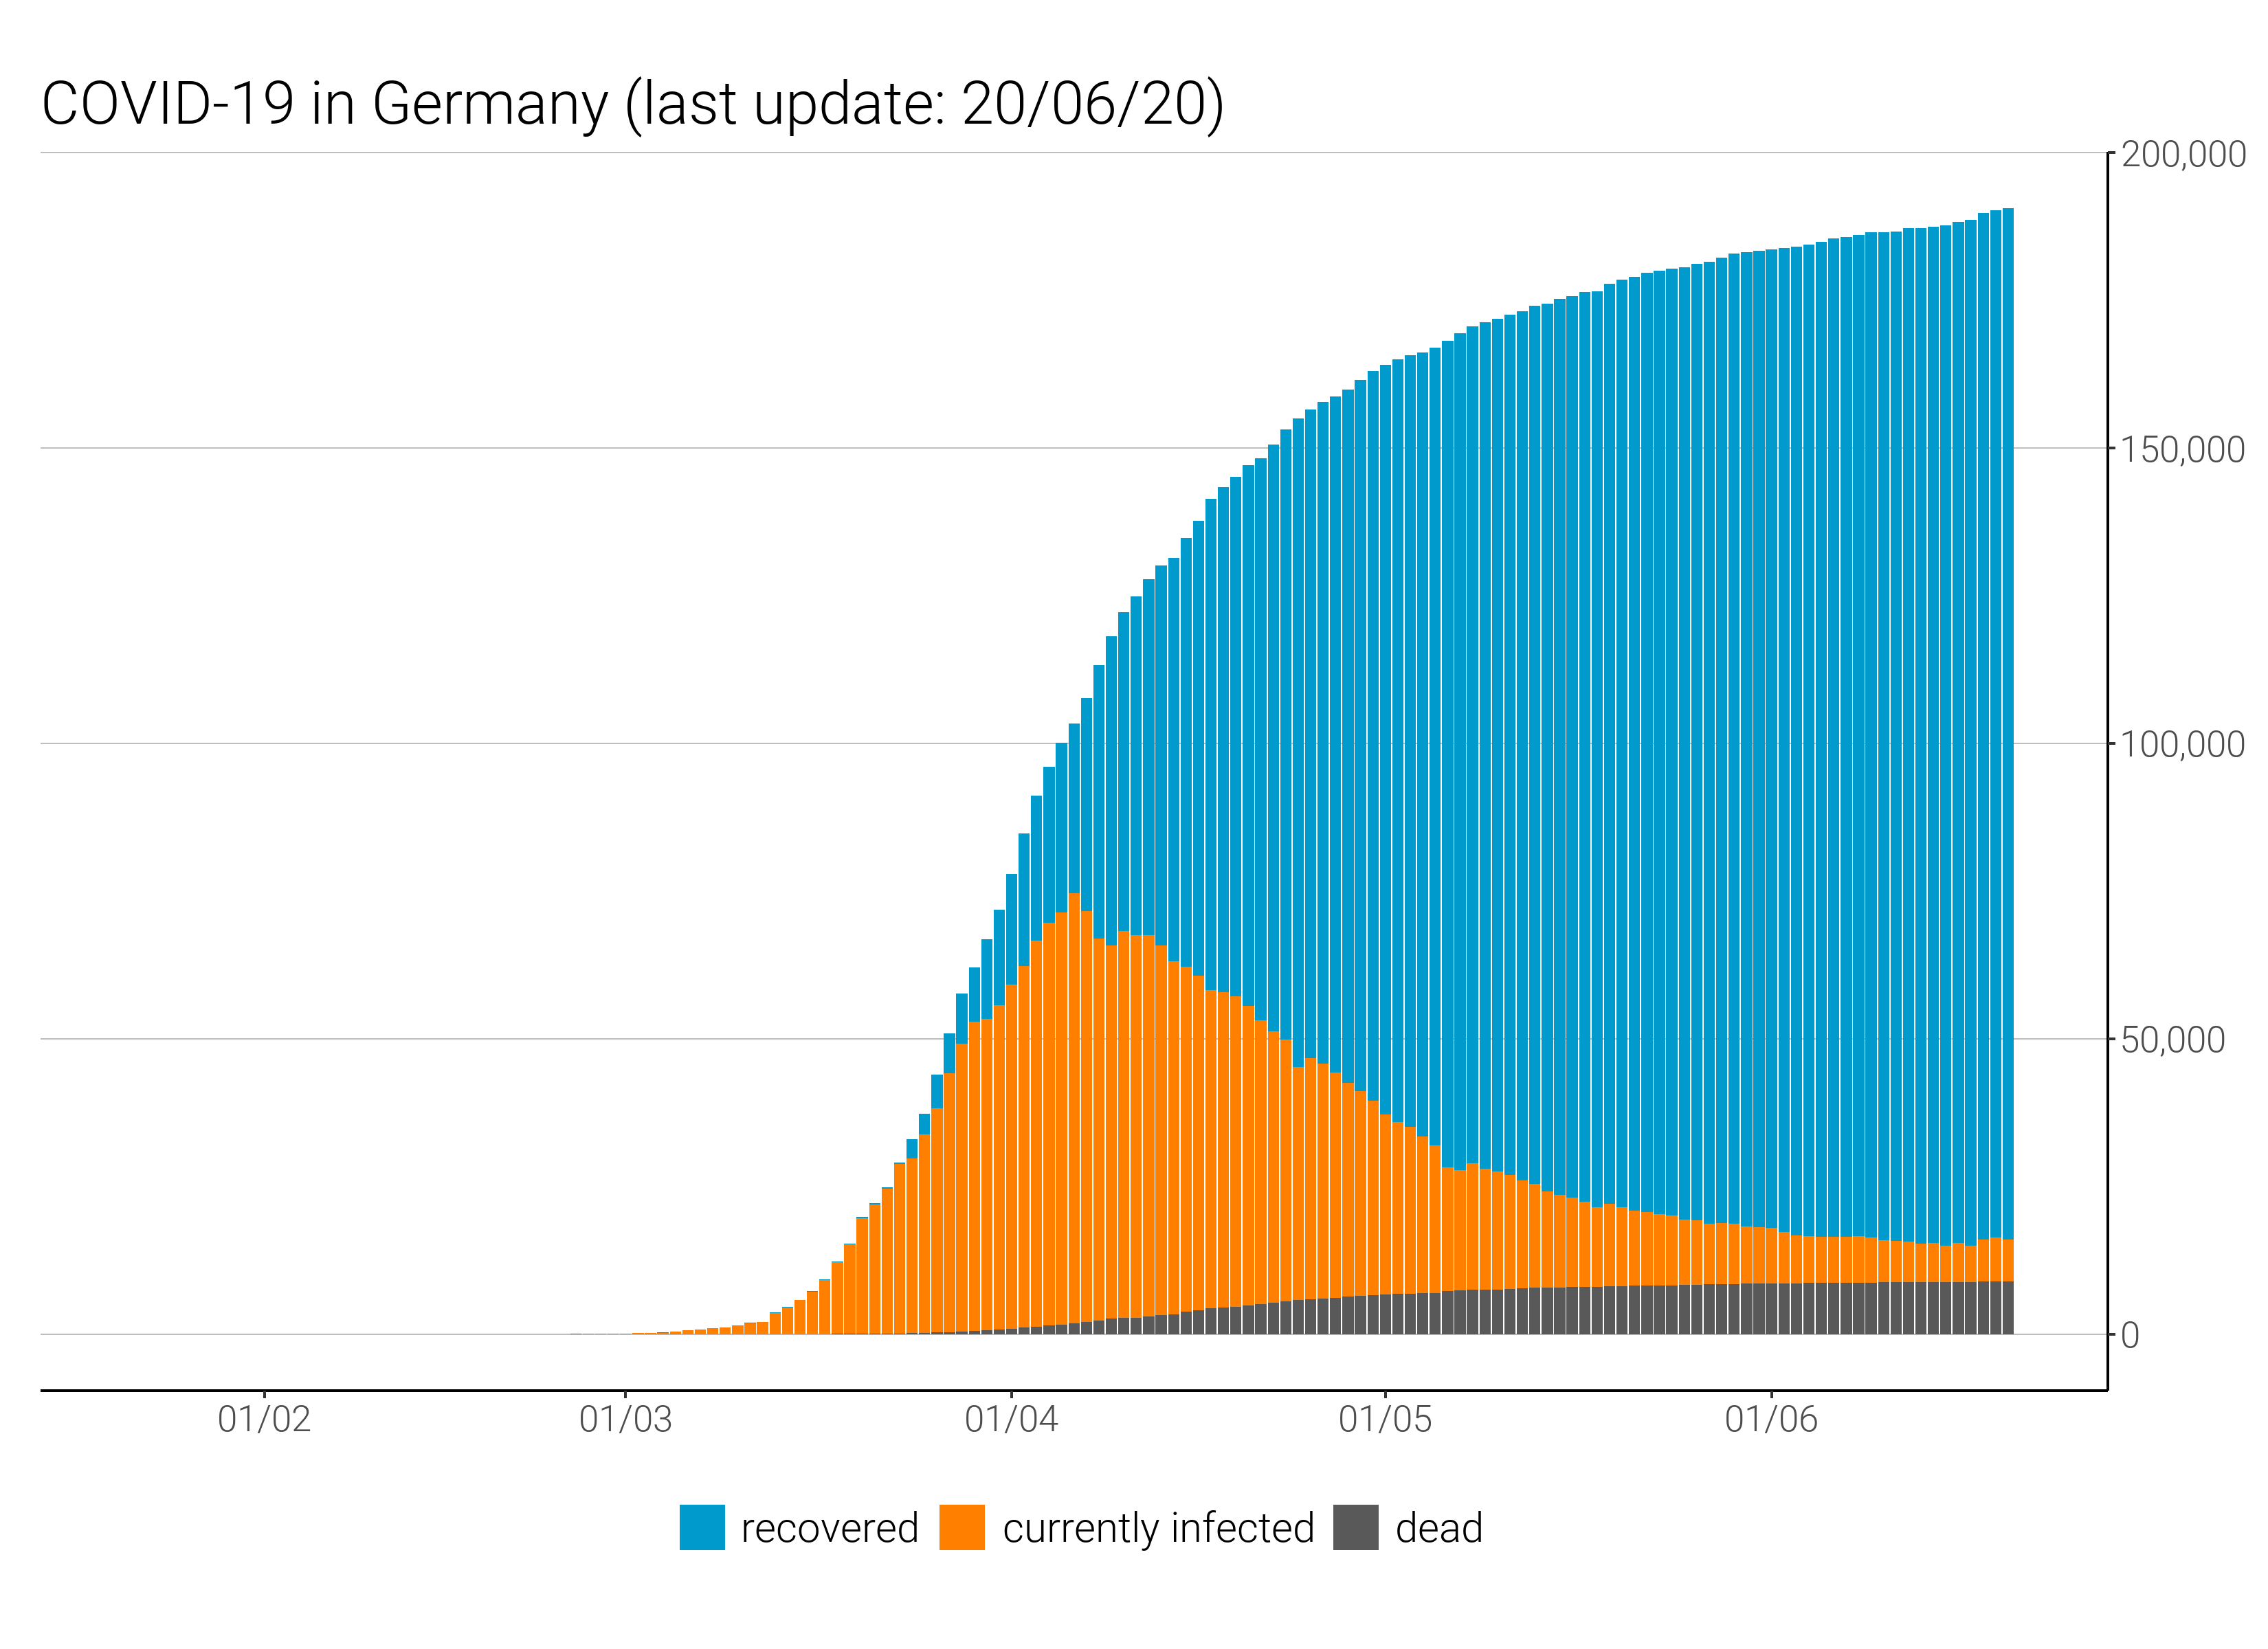 COVID-19 in Germany (last update: 20/06/20)
200,000
150,000
100,000
50,000
0
01/02 01/03 01/04 01/05 01/06
recovered currently infected dead